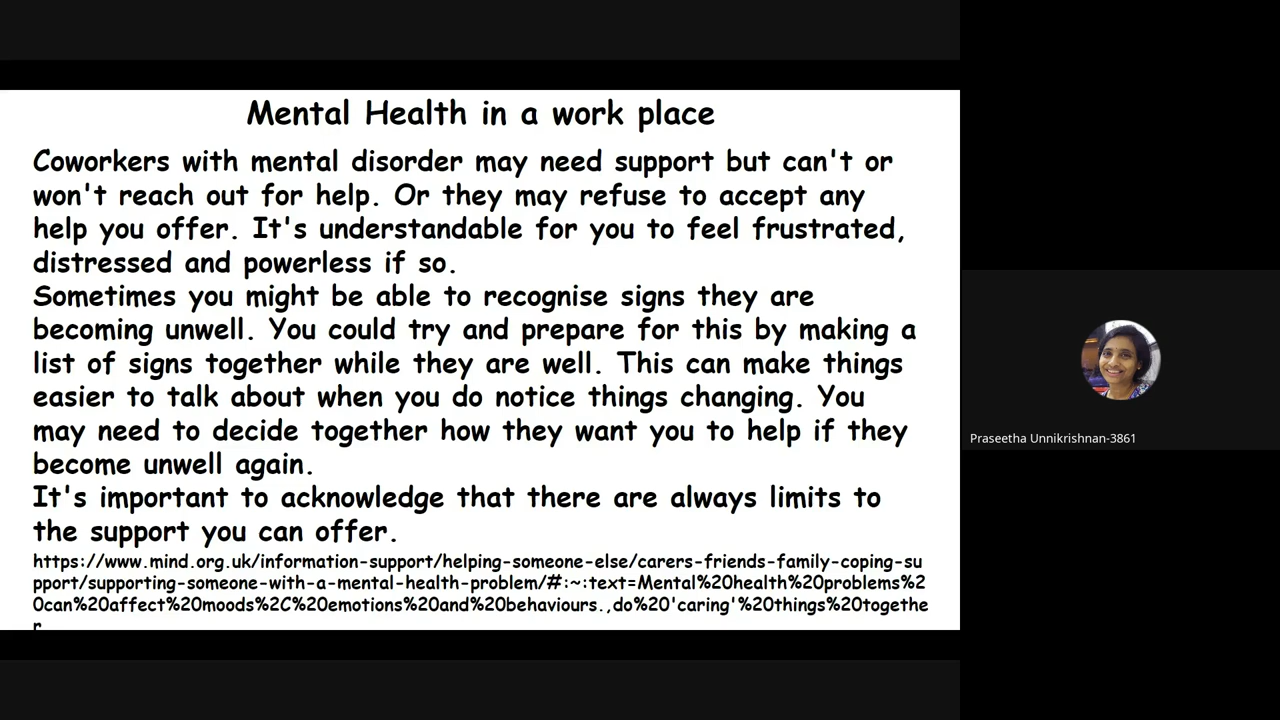 Mental Health in a work place
Coworkers with mental disorder may need support but can't or
won't reach out for help. Or they may refuse to accept any
help you offer. It's understandable for you to feel frustrated,
distressed and powerless if so.
Sometimes you might be able to recognise signs they are
becoming unwell. You could try and prepare for this by making a
list of signs together while they are well. This can make things
easier to talk about when you do notice things changing. You
may need to decide together how they want you to help if they
become unwell again.
It's important to acknowledge that there are always limits to
the support you can offer.
https://www.mind.org.uk/information-support/helping-someone-else/carers-friends-family-coping-su
pport/supporting-someone-with-a-mental-health-problem/#:~:text=Mental%20health%20problems%2
0can%20affect%20moods%2C%20emotions%20and%20behaviours.,do%20'caring'%20things%20togethe
r
Praseetha Unnikrishnan-3861